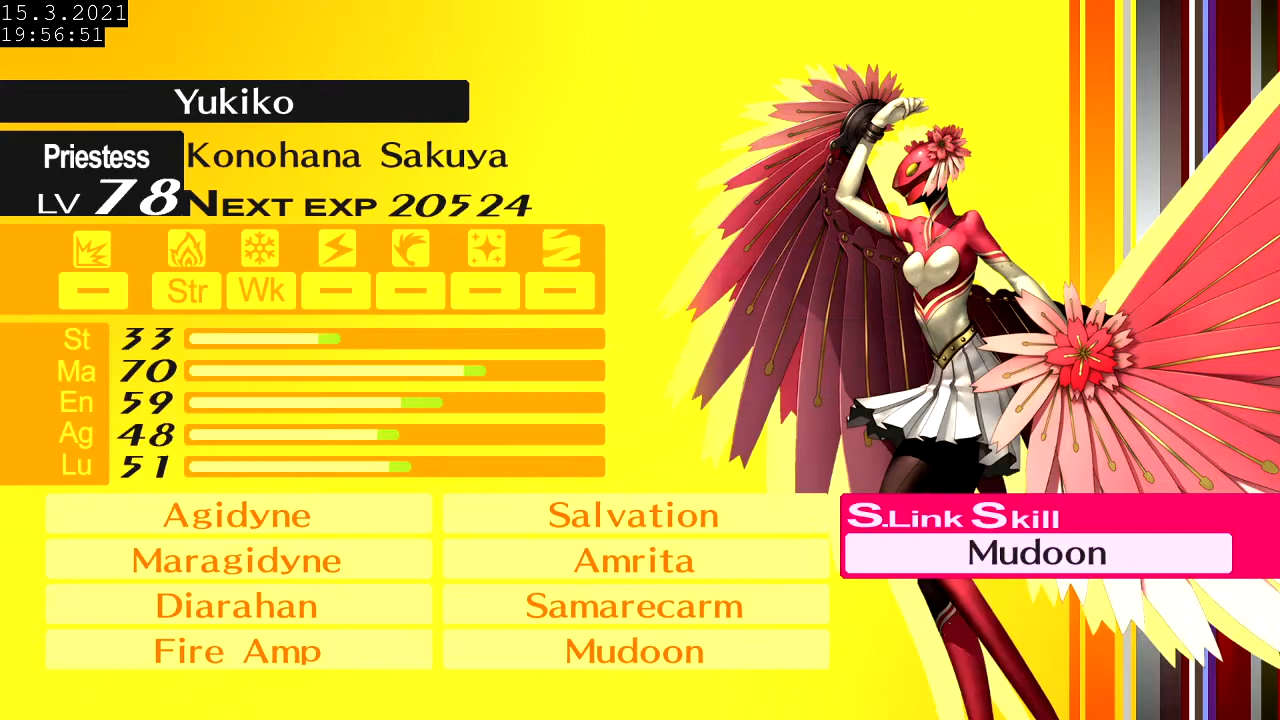 15.3.2021
19:56:51
Yukiko
Priestess
Konohana Sakuya
LV 78
NEXT EXP 20524
— Str Wk — — — —
St 33
Ma 70
En 59
Ag 48
Lu 51
Agidyne Salvation
Maragidyne Amrita
Diarahan Samarecarm
Fire Amp Mudoon
S.Link Skill
Mudoon